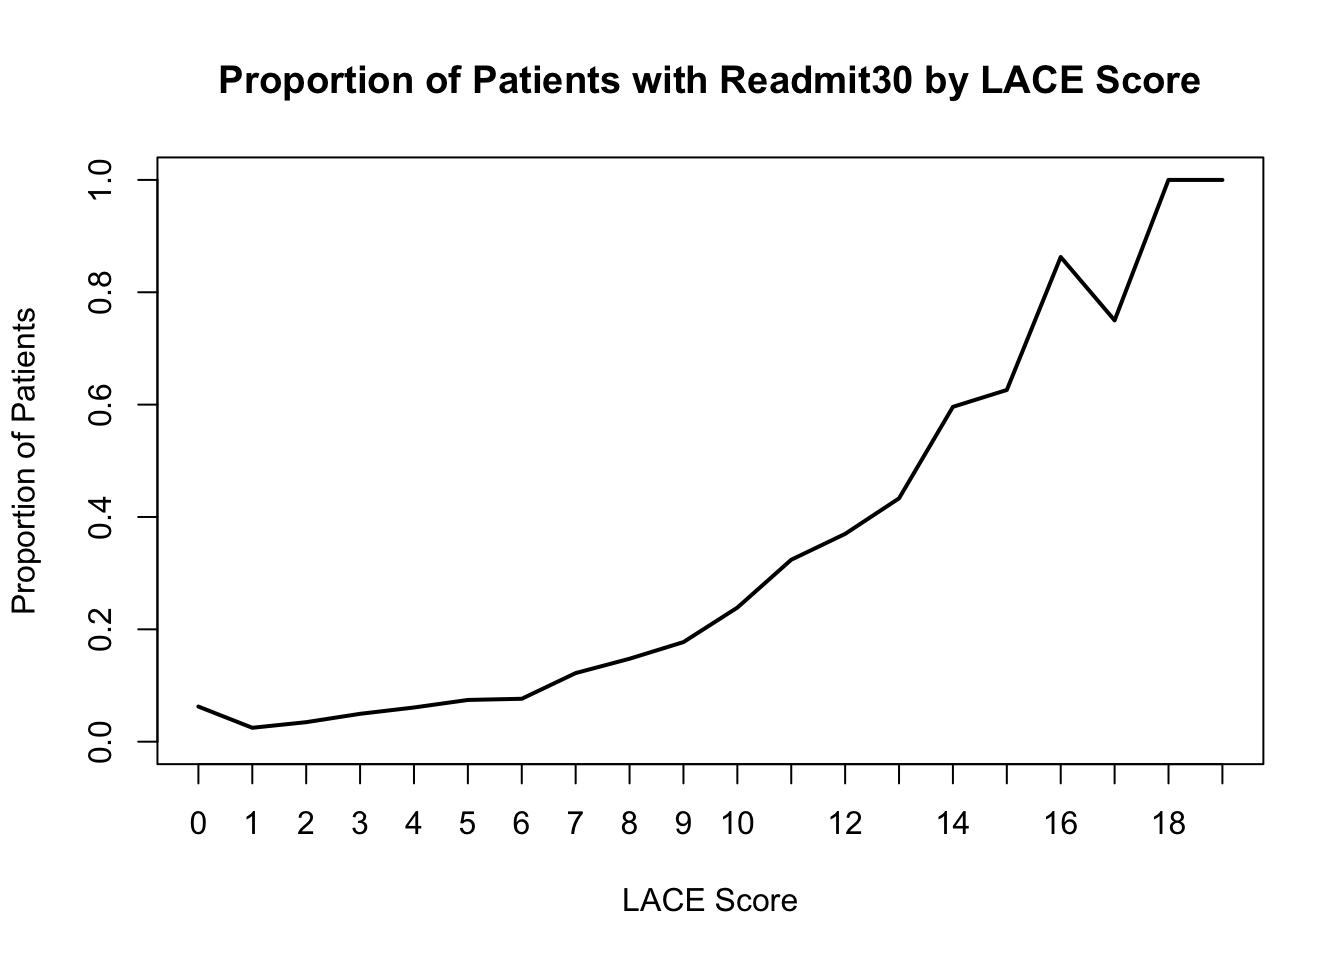 Proportion of Patients with Readmit30 by LACE Score
Proportion of Patients
1.0
0.8
0.6
0.4
0.2
0.0
0 1 2 3 4 5 6 7 8 9 10 12 14 16 18
LACE Score